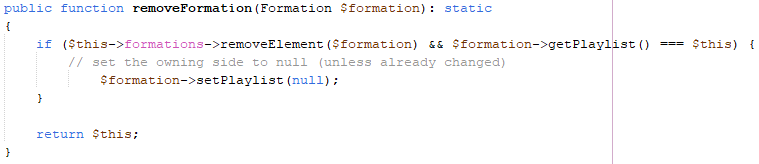 public function removeFormation(Formation $formation): static
{
    if ($this->formations->removeElement($formation) && $formation->getPlaylist() === $this) {
        // set the owning side to null (unless already changed)
            $formation->setPlaylist(null);
    }

    return $this;
}